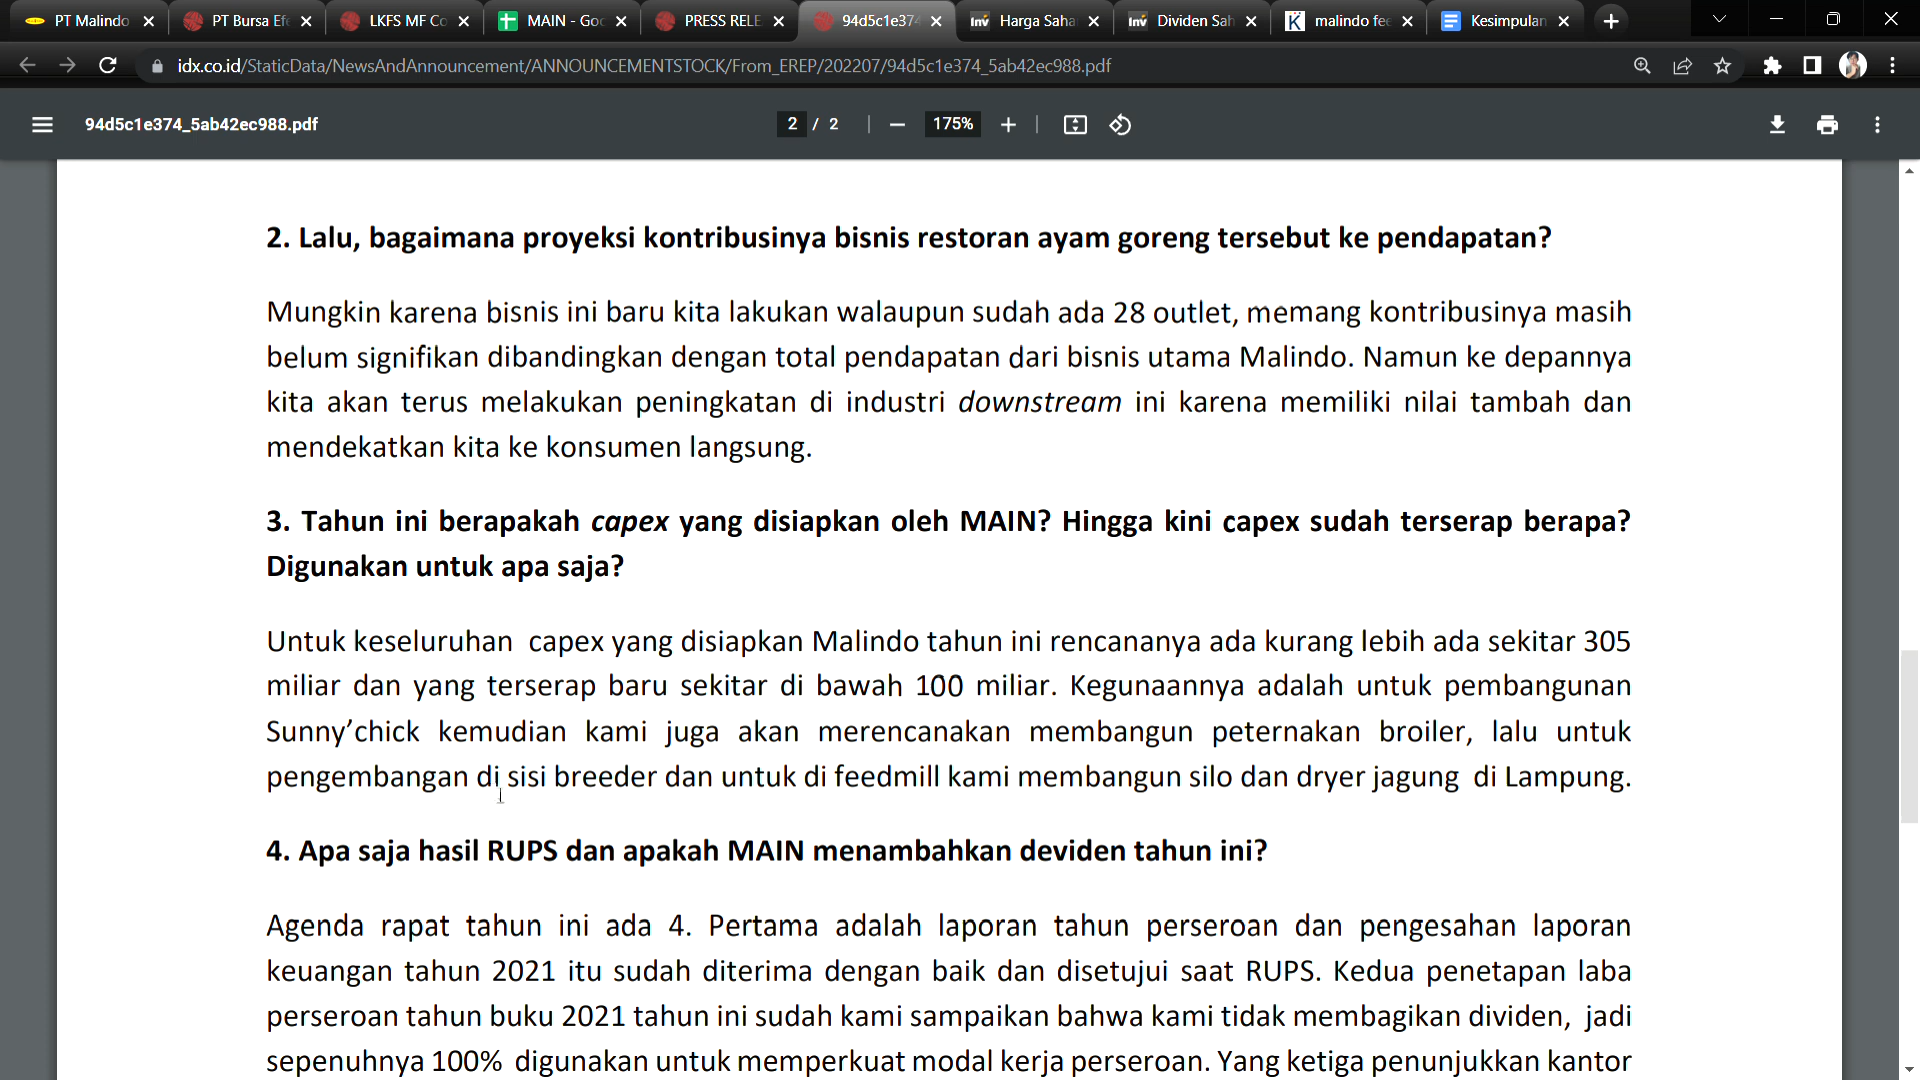 PT Malindo
PT Bursa Efe
LKFS MF Co
MAIN - Goo
PRESS RELE
94d5c1e374
Harga Saha
Dividen Sah
malindo fee
Kesimpulan
idx.co.id/StaticData/NewsAndAnnouncement/ANNOUNCEMENTSTOCK/From_EREP/202207/94d5c1e374_5ab42ec988.pdf
94d5c1e374_5ab42ec988.pdf
2 / 2
175%
2. Lalu, bagaimana proyeksi kontribusinya bisnis restoran ayam goreng tersebut ke pendapatan?
Mungkin karena bisnis ini baru kita lakukan walaupun sudah ada 28 outlet, memang kontribusinya masih
belum signifikan dibandingkan dengan total pendapatan dari bisnis utama Malindo. Namun ke depannya
kita akan terus melakukan peningkatan di industri downstream ini karena memiliki nilai tambah dan
mendekatkan kita ke konsumen langsung.
3. Tahun ini berapakah capex yang disiapkan oleh MAIN? Hingga kini capex sudah terserap berapa?
Digunakan untuk apa saja?
Untuk keseluruhan capex yang disiapkan Malindo tahun ini rencananya ada kurang lebih ada sekitar 305
miliar dan yang terserap baru sekitar di bawah 100 miliar. Kegunaannya adalah untuk pembangunan
Sunny’chick kemudian kami juga akan merencanakan membangun peternakan broiler, lalu untuk
pengembangan di sisi breeder dan untuk di feedmill kami membangun silo dan dryer jagung di Lampung.
4. Apa saja hasil RUPS dan apakah MAIN menambahkan deviden tahun ini?
Agenda rapat tahun ini ada 4. Pertama adalah laporan tahun perseroan dan pengesahan laporan
keuangan tahun 2021 itu sudah diterima dengan baik dan disetujui saat RUPS. Kedua penetapan laba
perseroan tahun buku 2021 tahun ini sudah kami sampaikan bahwa kami tidak membagikan dividen, jadi
sepenuhnya 100% digunakan untuk memperkuat modal kerja perseroan. Yang ketiga penunjukkan kantor